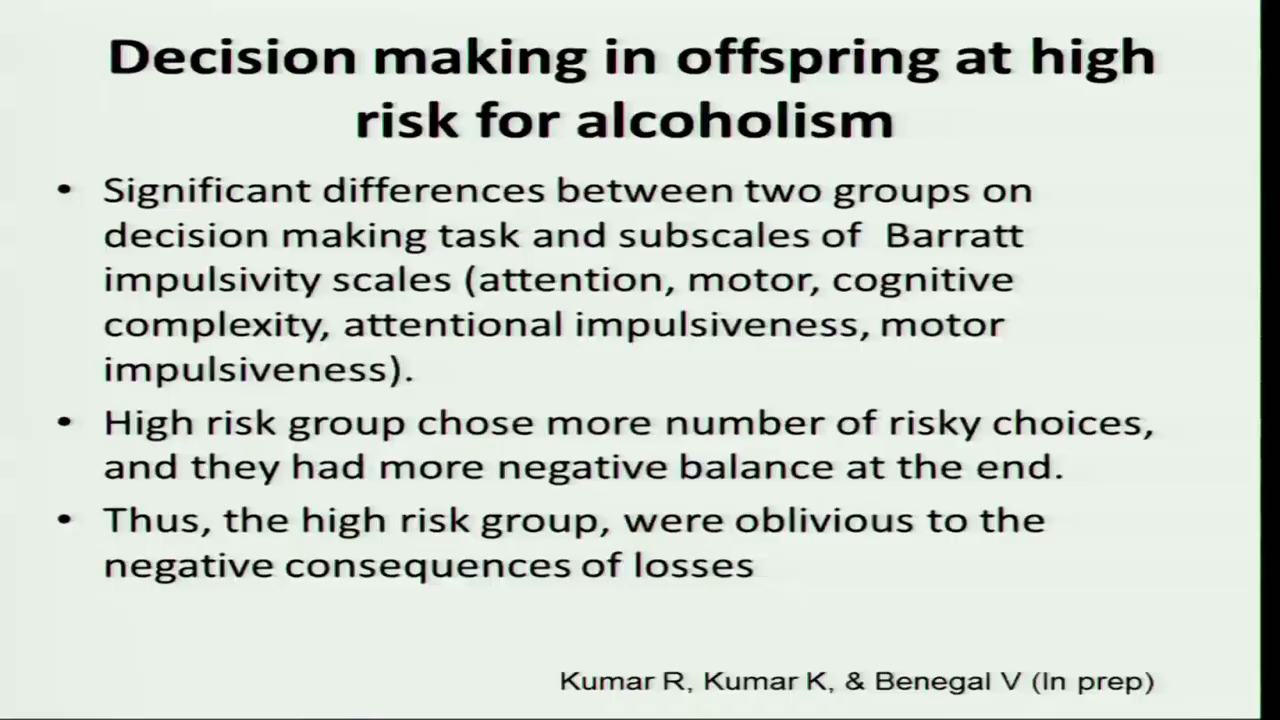 Decision making in offspring at high
risk for alcoholism
• Significant differences between two groups on
decision making task and subscales of Barratt
impulsivity scales (attention, motor, cognitive
complexity, attentional impulsiveness, motor
impulsiveness).
• High risk group chose more number of risky choices,
and they had more negative balance at the end.
• Thus, the high risk group, were oblivious to the
negative consequences of losses
Kumar R, Kumar K, & Benegal V (In prep)